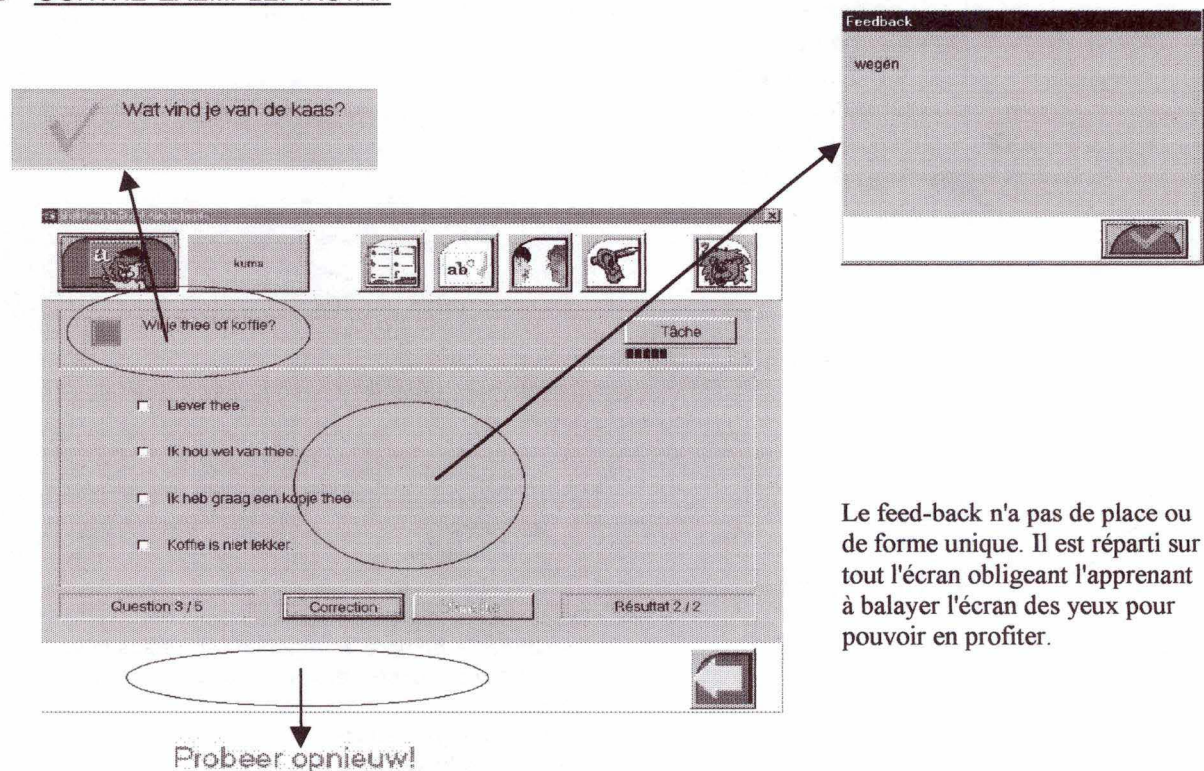 Feedback
wegen
Wat vind je van de kaas?
kuma
ab
Wil je thee of koffie?
Tâche
Liever thee.
Ik hou wel van thee.
Ik heb graag een kopje thee
Koffie is niet lekker.
Question 3 / 5
Correction
Résultat 2 / 2
Le feed-back n'a pas de place ou
de forme unique. Il est réparti sur
tout l'écran obligeant l'apprenant
à balayer l'écran des yeux pour
pouvoir en profiter.
Probeer opnieuw!